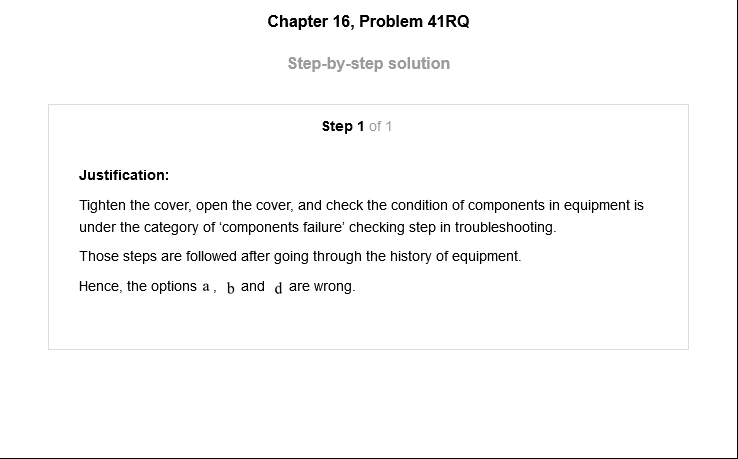 Chapter 16, Problem 41RQ
Step-by-step solution
Step 1 of 1
Justification:
Tighten the cover, open the cover, and check the condition of components in equipment is
under the category of ‘components failure’ checking step in troubleshooting.
Those steps are followed after going through the history of equipment.
Hence, the options a , b and d are wrong.